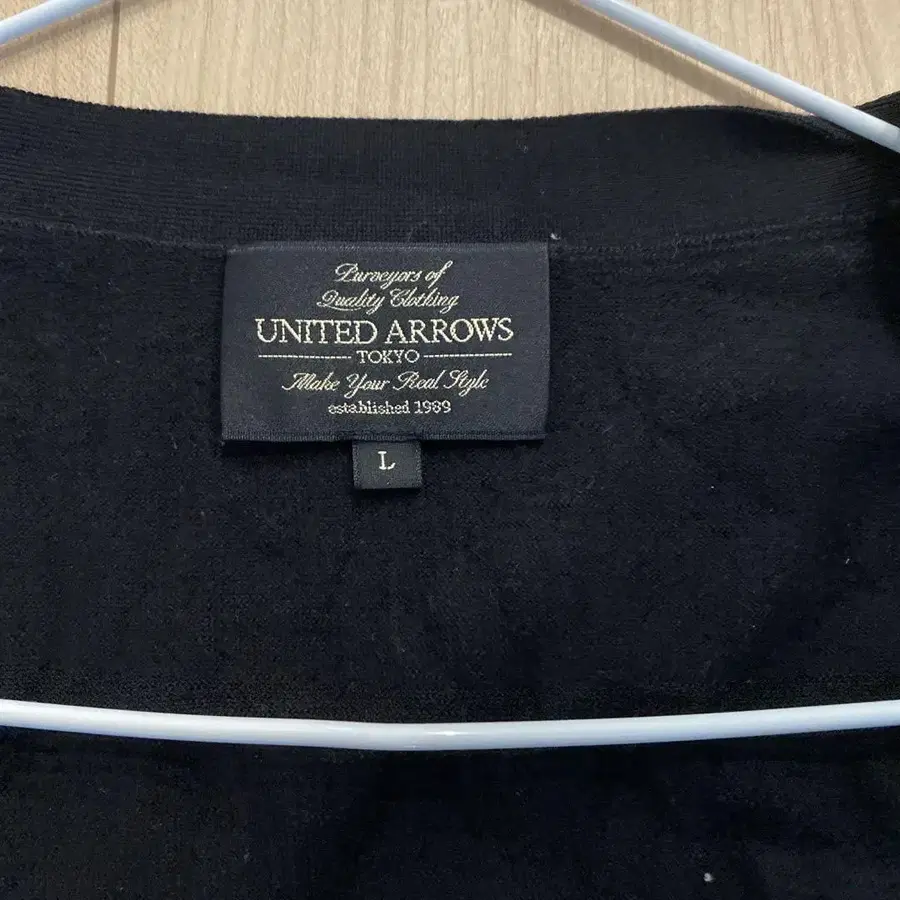 Purveyors of
Quality Clothing
UNITED ARROWS
TOKYO
Make Your Real Style
established 1989
L